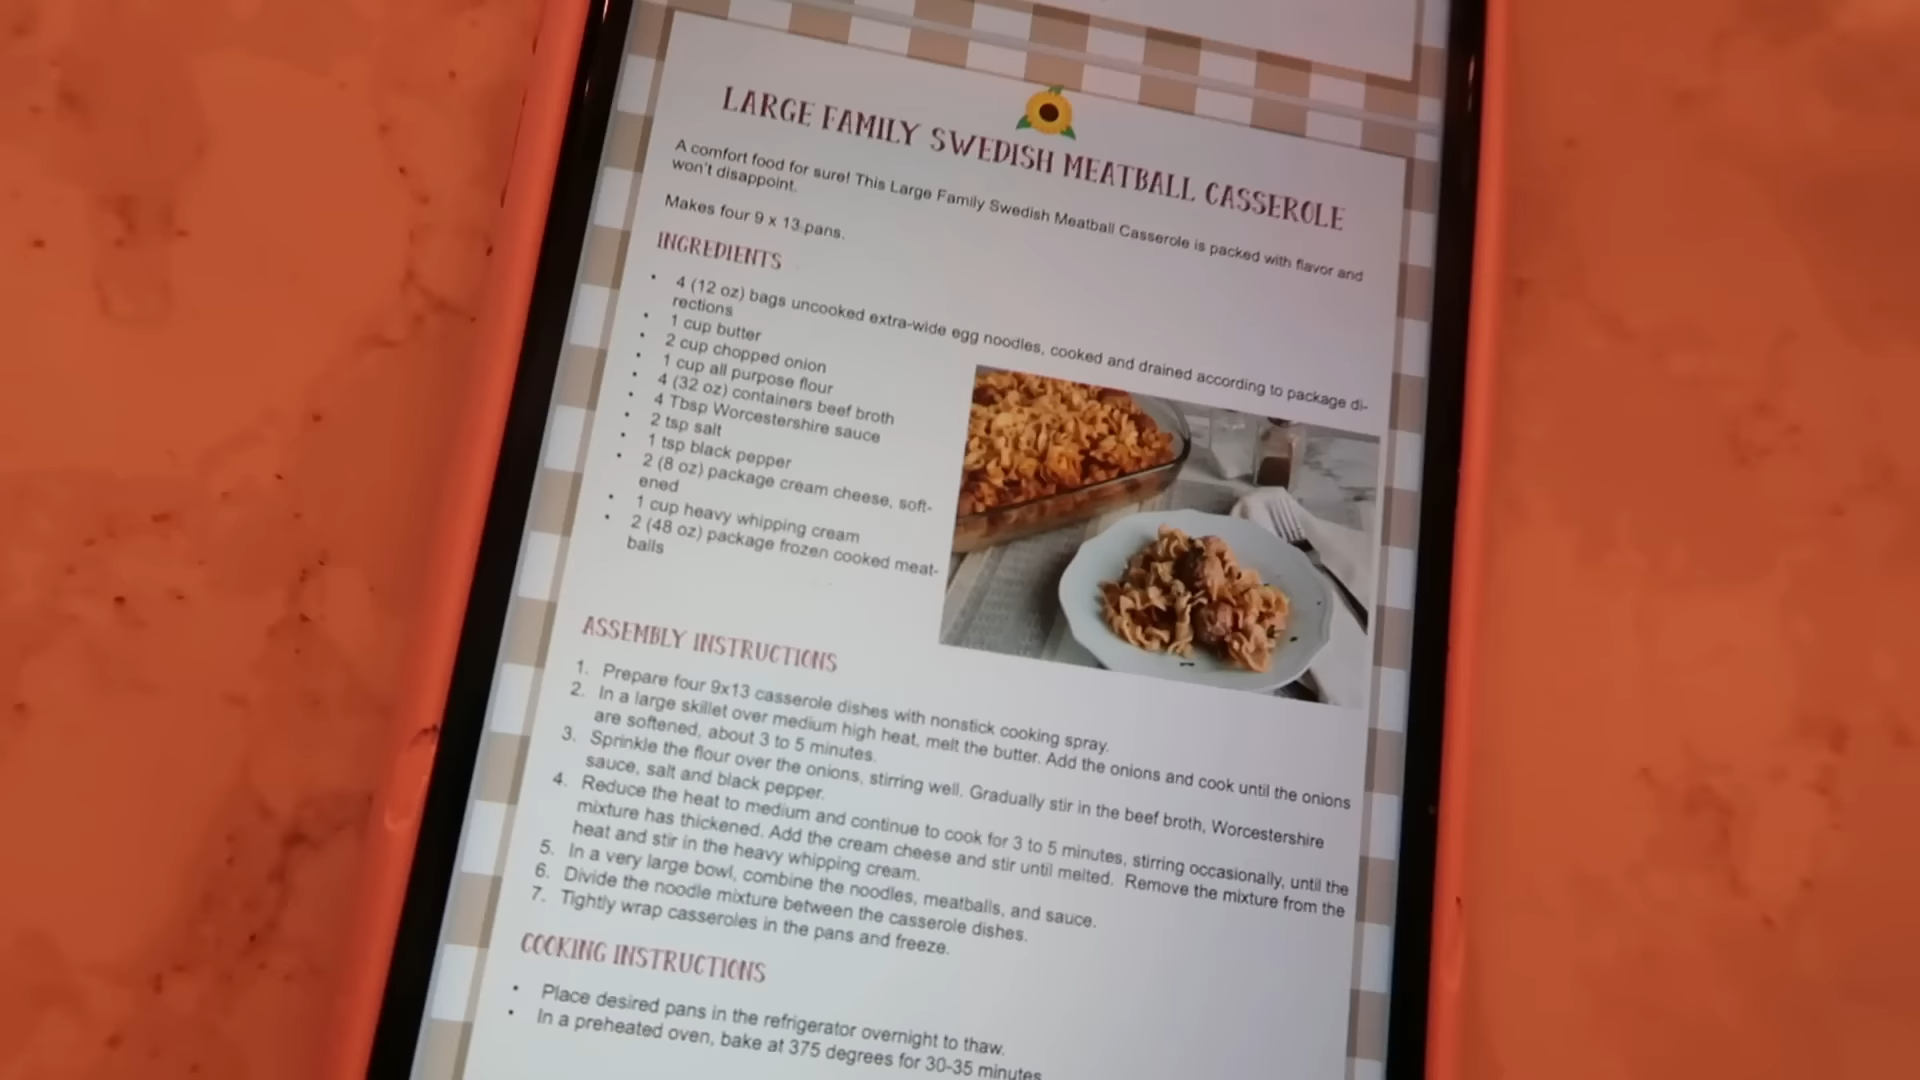 LARGE FAMILY SWEDISH MEATBALL CASSEROLE
A comfort food for sure! This Large Family Swedish Meatball Casserole is packed with flavor and
won't disappoint.
Makes four 9 x 13 pans.
INGREDIENTS
• 4 (12 oz) bags uncooked extra-wide egg noodles, cooked and drained according to package di-
rections
• 1 cup butter
• 2 cup chopped onion
• 1 cup all purpose flour
• 4 (32 oz) containers beef broth
• 4 Tbsp Worcestershire sauce
• 2 tsp salt
• 1 tsp black pepper
• 2 (8 oz) package cream cheese, soft-
ened
• 1 cup heavy whipping cream
• 2 (48 oz) package frozen cooked meat-
balls
ASSEMBLY INSTRUCTIONS
1. Prepare four 9x13 casserole dishes with nonstick cooking spray.
2. In a large skillet over medium high heat, melt the butter. Add the onions and cook until the onions
are softened, about 3 to 5 minutes.
3. Sprinkle the flour over the onions, stirring well. Gradually stir in the beef broth, Worcestershire
sauce, salt and black pepper.
4. Reduce the heat to medium and continue to cook for 3 to 5 minutes, stirring occasionally, until the
mixture has thickened. Add the cream cheese and stir until melted. Remove the mixture from the
heat and stir in the heavy whipping cream.
5. In a very large bowl, combine the noodles, meatballs, and sauce.
6. Divide the noodle mixture between the casserole dishes.
7. Tightly wrap casseroles in the pans and freeze.
COOKING INSTRUCTIONS
• Place desired pans in the refrigerator overnight to thaw.
• In a preheated oven, bake at 375 degrees for 30-35 minutes